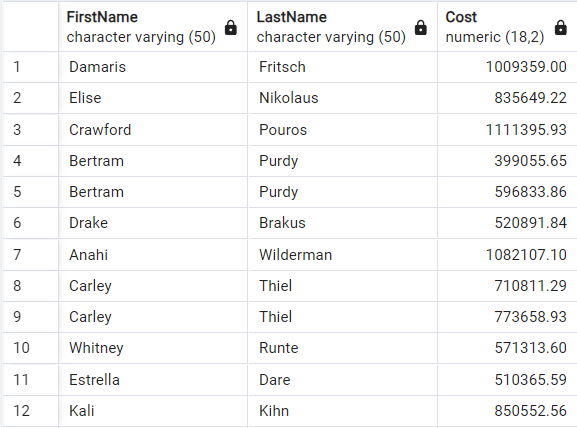 FirstName LastName Cost
character varying (50) character varying (50) numeric (18,2)
1 Damaris Fritsch 1009359.00
2 Elise Nikolaus 835649.22
3 Crawford Pouros 1111395.93
4 Bertram Purdy 399055.65
5 Bertram Purdy 596833.86
6 Drake Brakus 520891.84
7 Anahi Wilderman 1082107.10
8 Carley Thiel 710811.29
9 Carley Thiel 773658.93
10 Whitney Runte 571313.60
11 Estrella Dare 510365.59
12 Kali Kihn 850552.56